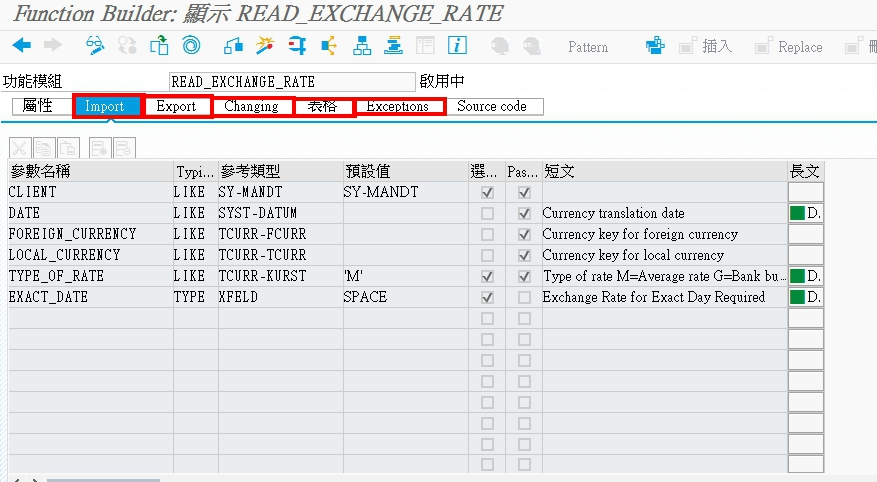 Function Builder: 顯示 READ_EXCHANGE_RATE
Pattern 插入 Replace
功能模組 READ_EXCHANGE_RATE 啟用中
屬性 Import Export Changing 表格 Exceptions Source code
參數名稱 Typi... 參考類型 預設值 選... Pas... 短文 長文
CLIENT LIKE SY-MANDT SY-MANDT
DATE LIKE SYST-DATUM Currency translation date D.
FOREIGN_CURRENCY LIKE TCURR-FCURR Currency key for foreign currency
LOCAL_CURRENCY LIKE TCURR-TCURR Currency key for local currency
TYPE_OF_RATE LIKE TCURR-KURST 'M' Type of rate M=Average rate G=Bank bu... D.
EXACT_DATE TYPE XFELD SPACE Exchange Rate for Exact Day Required D.